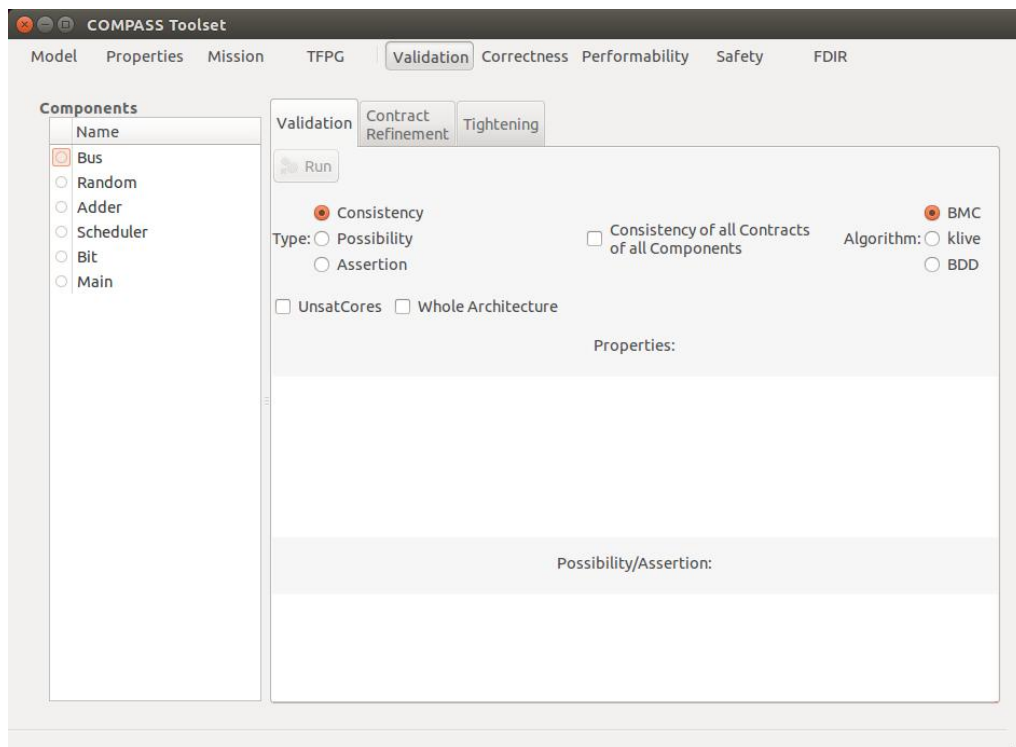 COMPASS Toolset
Model Properties Mission TFPG Validation Correctness Performability Safety FDIR
Components
Name
Bus
Random
Adder
Scheduler
Bit
Main
Validation
Contract
Refinement
Tightening
Run
Type:
Consistency
Possibility
Assertion
Consistency of all Contracts
of all Components
Algorithm:
BMC
klive
BDD
UnsatCores Whole Architecture
Properties:
Possibility/Assertion: